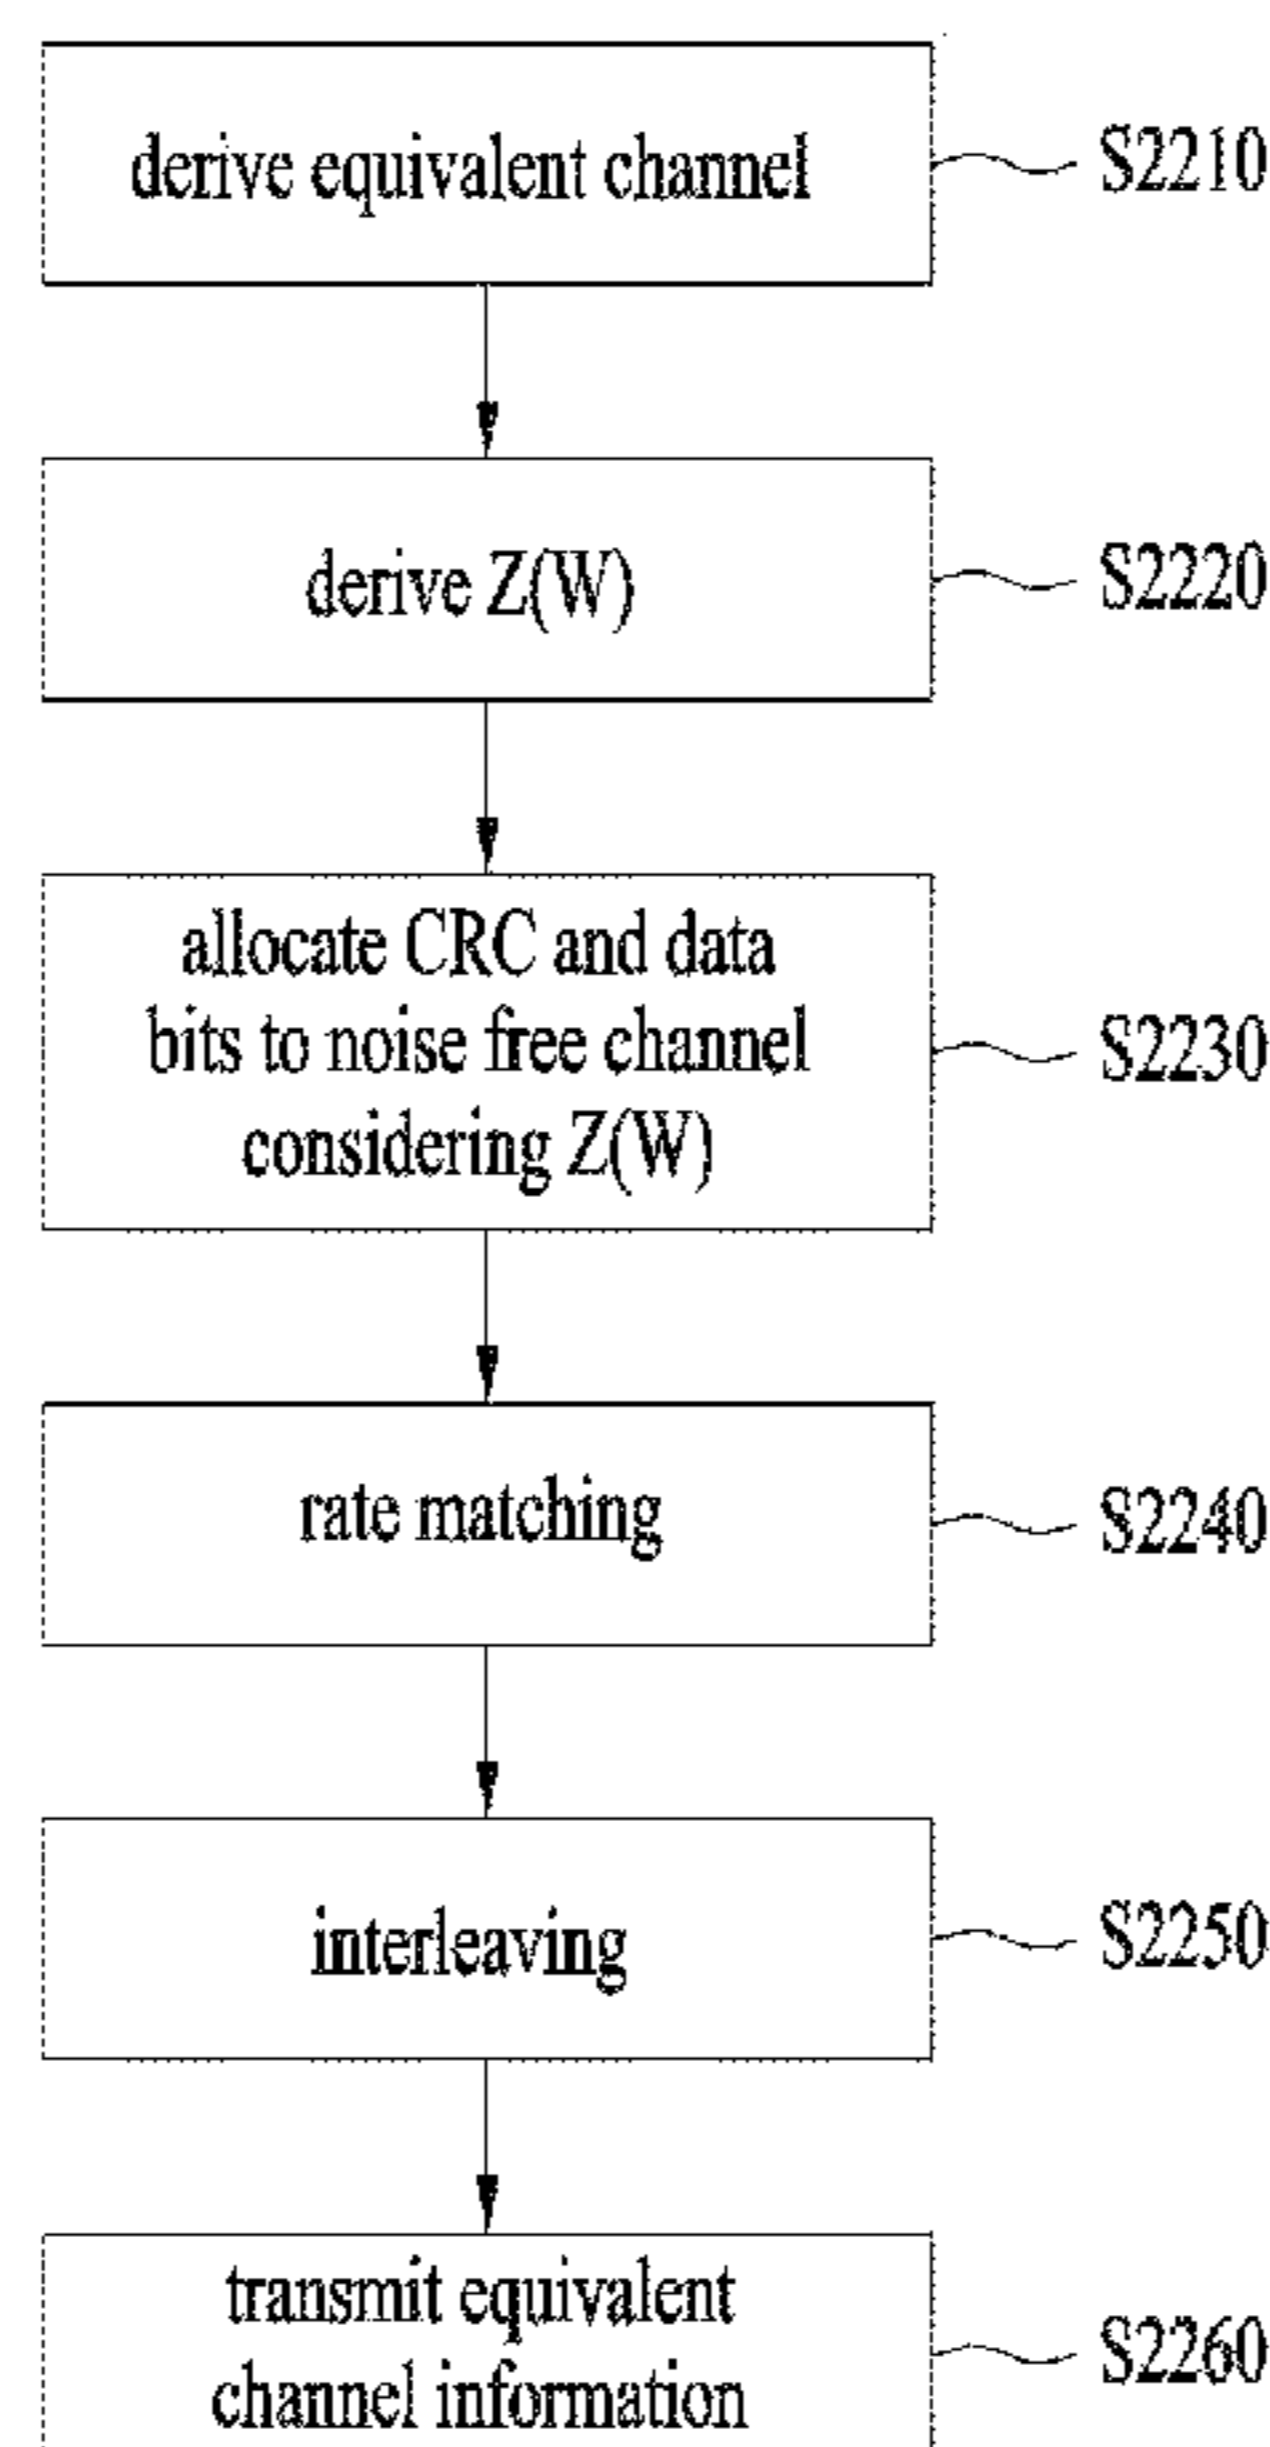 derive equivalent channel
S2210
derive Z(W)
S2220
allocate CRC and data
bits to noise free channel
considering Z(W)
S2230
rate matching
S2240
interleaving
S2250
transmit equivalent
channel information
S2260